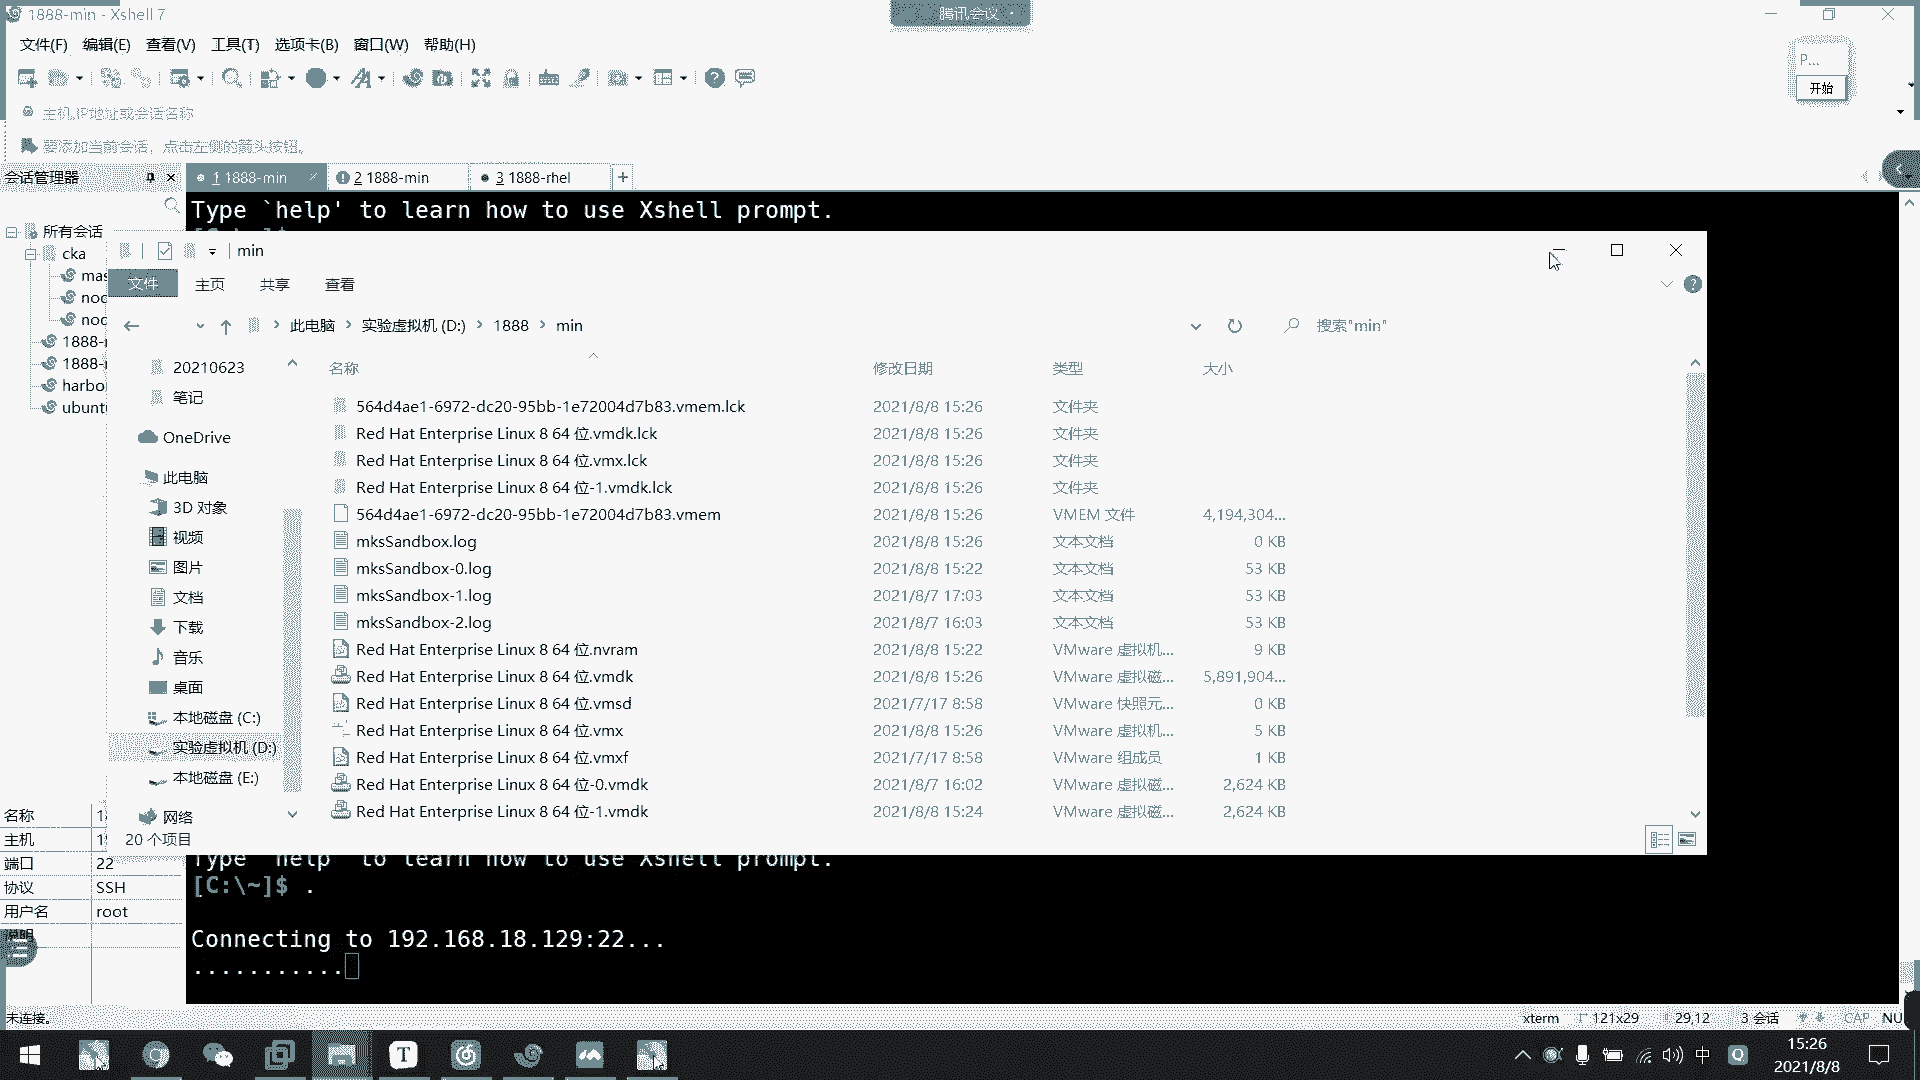 1888-min - Xshell 7
腾讯会议
文件(F) 编辑(E) 查看(V) 工具(T) 选项卡(B) 窗口(W) 帮助(H)
P...
开始
主机,IP地址或会话名称
要添加当前会话，点击左侧的箭头按钮。
会话管理器
1 1888-min
2 1888-min
3 1888-rhel
Type `help' to learn how to use Xshell prompt.
所有会话
cka
mas
noc
noc
1888-
1888-
harbo
ubunt
min
文件 主页 共享 查看
此电脑 实验虚拟机 (D:) 1888 min
搜索"min"
20210623
笔记
OneDrive
此电脑
3D 对象
视频
图片
文档
下载
音乐
桌面
本地磁盘 (C:)
实验虚拟机 (D:)
本地磁盘 (E:)
网络
名称 修改日期 类型 大小
564d4ae1-6972-dc20-95bb-1e72004d7b83.vmem.lck 2021/8/8 15:26 文件夹
Red Hat Enterprise Linux 8 64 位.vmdk.lck 2021/8/8 15:26 文件夹
Red Hat Enterprise Linux 8 64 位.vmx.lck 2021/8/8 15:26 文件夹
Red Hat Enterprise Linux 8 64 位-1.vmdk.lck 2021/8/8 15:26 文件夹
564d4ae1-6972-dc20-95bb-1e72004d7b83.vmem 2021/8/8 15:26 VMEM 文件 4,194,304...
mksSandbox.log 2021/8/8 15:26 文本文档 0 KB
mksSandbox-0.log 2021/8/8 15:22 文本文档 53 KB
mksSandbox-1.log 2021/8/7 17:03 文本文档 53 KB
mksSandbox-2.log 2021/8/7 16:03 文本文档 53 KB
Red Hat Enterprise Linux 8 64 位.nvram 2021/8/8 15:22 VMware 虚拟机... 9 KB
Red Hat Enterprise Linux 8 64 位.vmdk 2021/8/8 15:26 VMware 虚拟磁... 5,891,904...
Red Hat Enterprise Linux 8 64 位.vmsd 2021/7/17 8:58 VMware 快照元... 0 KB
Red Hat Enterprise Linux 8 64 位.vmx 2021/8/8 15:26 VMware 虚拟机... 5 KB
Red Hat Enterprise Linux 8 64 位.vmxf 2021/7/17 8:58 VMware 组成员 1 KB
Red Hat Enterprise Linux 8 64 位-0.vmdk 2021/8/7 16:02 VMware 虚拟磁... 2,624 KB
Red Hat Enterprise Linux 8 64 位-1.vmdk 2021/8/8 15:24 VMware 虚拟磁... 2,624 KB
20 个项目
名称 1
主机 1
端口 22
协议 SSH
用户名 root
说明
Type `help' to learn how to use Xshell prompt.
[C:\~]$ .
Connecting to 192.168.18.129:22...
...........
未连接。
xterm 121x29 29,12 3 会话 CAP NU
中
15:26
2021/8/8